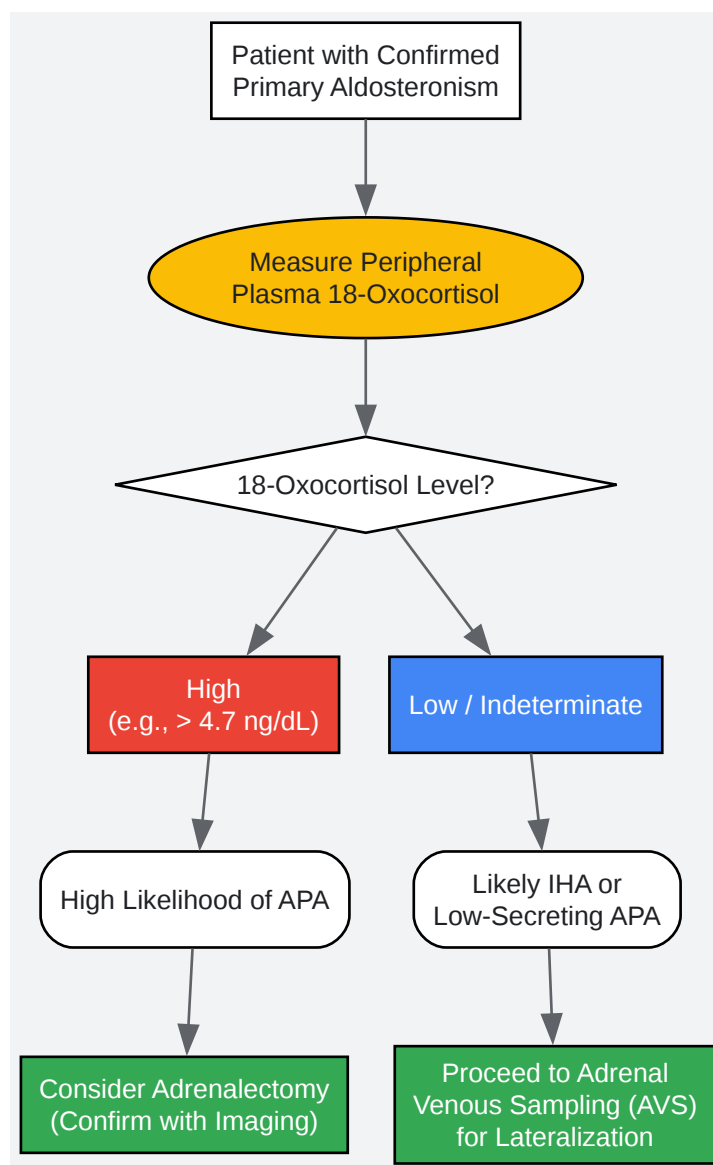 Patient with Confirmed
Primary Aldosteronism
Measure Peripheral
Plasma 18-Oxocortisol
18-Oxocortisol Level?
High
(e.g., > 4.7 ng/dL)
Low / Indeterminate
High Likelihood of APA
Likely IHA or
Low-Secreting APA
Consider Adrenalectomy
(Confirm with Imaging)
Proceed to Adrenal
Venous Sampling (AVS)
for Lateralization